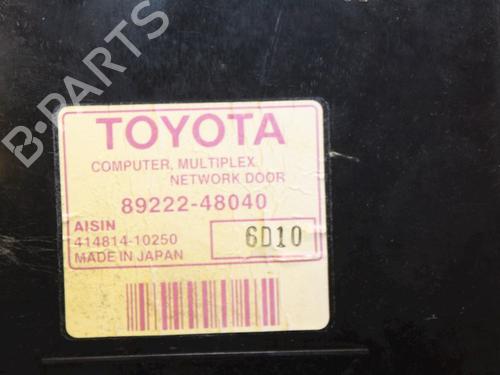 B-PARTS
TOYOTA
COMPUTER, MULTIPLEX
NETWORK DOOR
89222-48040
AISIN
414814-10250
6D10
MADE IN JAPAN